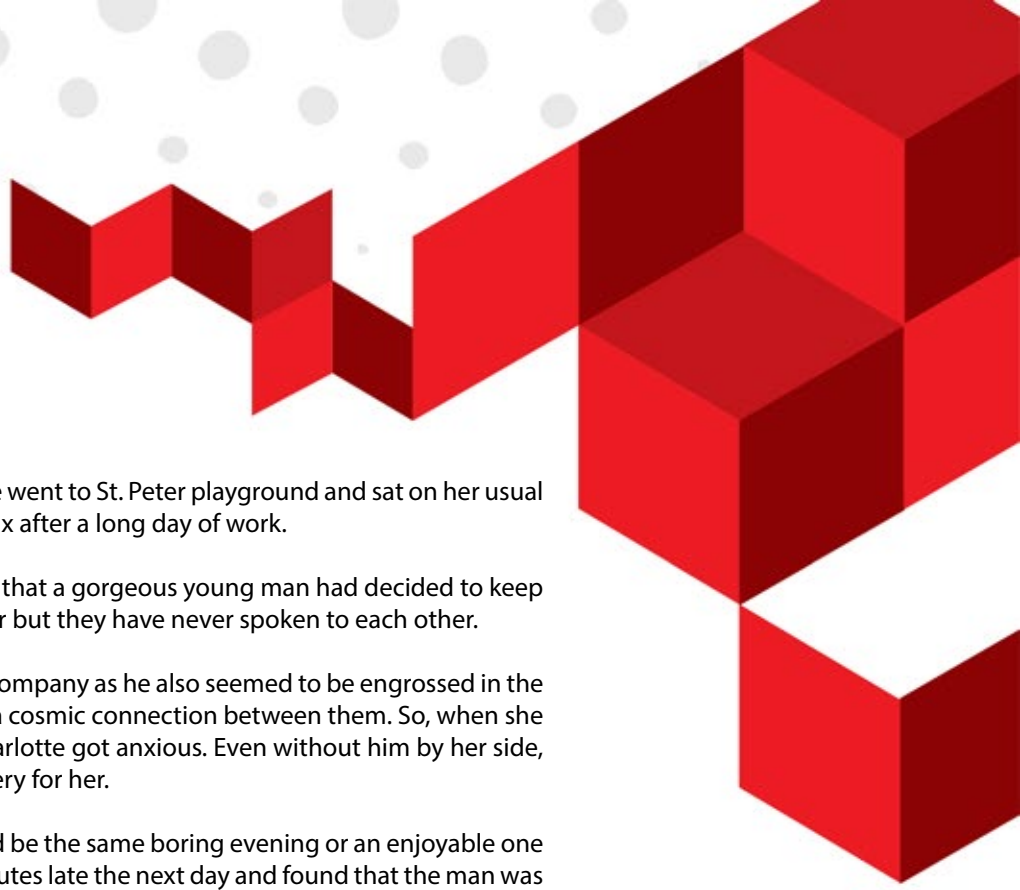 went to St. Peter playground and sat on her usual
after a long day of work.
that a gorgeous young man had decided to keep
but they have never spoken to each other.
company as he also seemed to be engrossed in the
cosmic connection between them. So, when she
got anxious. Even without him by her side,
for her.
be the same boring evening or an enjoyable one
late the next day and found that the man was